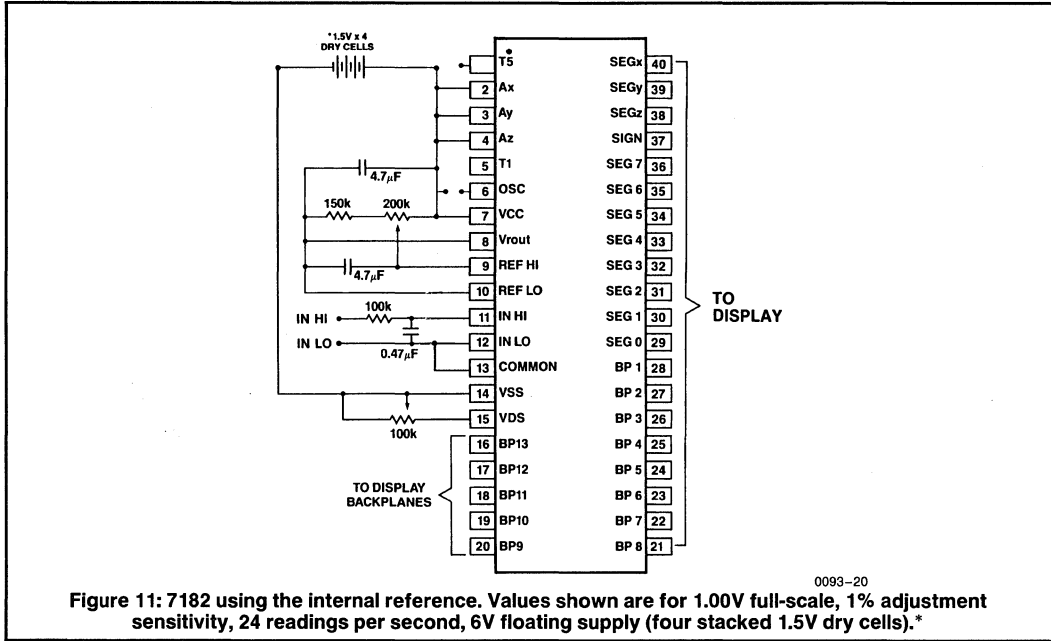 *1.5V x 4
DRY CELLS
T5 SEGx 40
2 Ax SEGy 39
3 Ay SEGz 38
4 Az SIGN 37
5 T1 SEG 7 36
4.7μF
6 OSC SEG 6 35
150k 200k
7 VCC SEG 5 34
8 Vrout SEG 4 33
9 REF HI SEG 3 32
4.7μF
10 REF LO SEG 2 31
TO
DISPLAY
100k
IN HI 11 IN HI SEG 1 30
IN LO 12 IN LO SEG 0 29
0.47μF
13 COMMON BP 1 28
14 VSS BP 2 27
15 VDS BP 3 26
100k
16 BP13 BP 4 25
17 BP12 BP 5 24
TO DISPLAY
BACKPLANES
18 BP11 BP 6 23
19 BP10 BP 7 22
20 BP9 BP 8 21
0093–20
Figure 11: 7182 using the internal reference. Values shown are for 1.00V full-scale, 1% adjustment
sensitivity, 24 readings per second, 6V floating supply (four stacked 1.5V dry cells).*